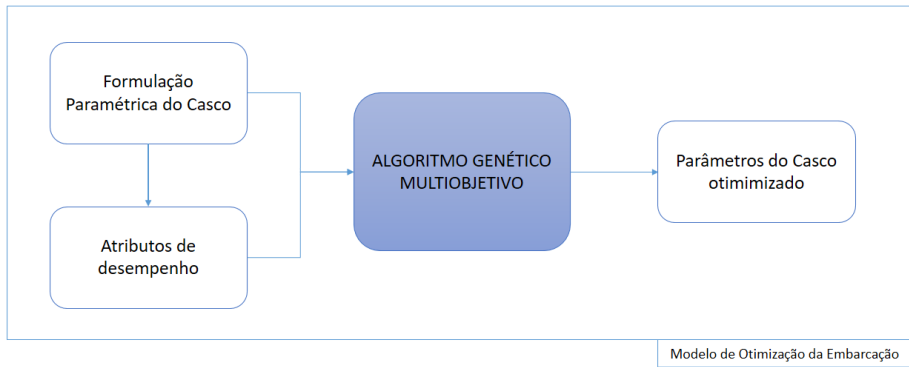 Formulação
Paramétrica do Casco
Atributos de
desempenho
ALGORITMO GENÉTICO
MULTIOBJETIVO
Parâmetros do Casco
otimimizado
Modelo de Otimização da Embarcação